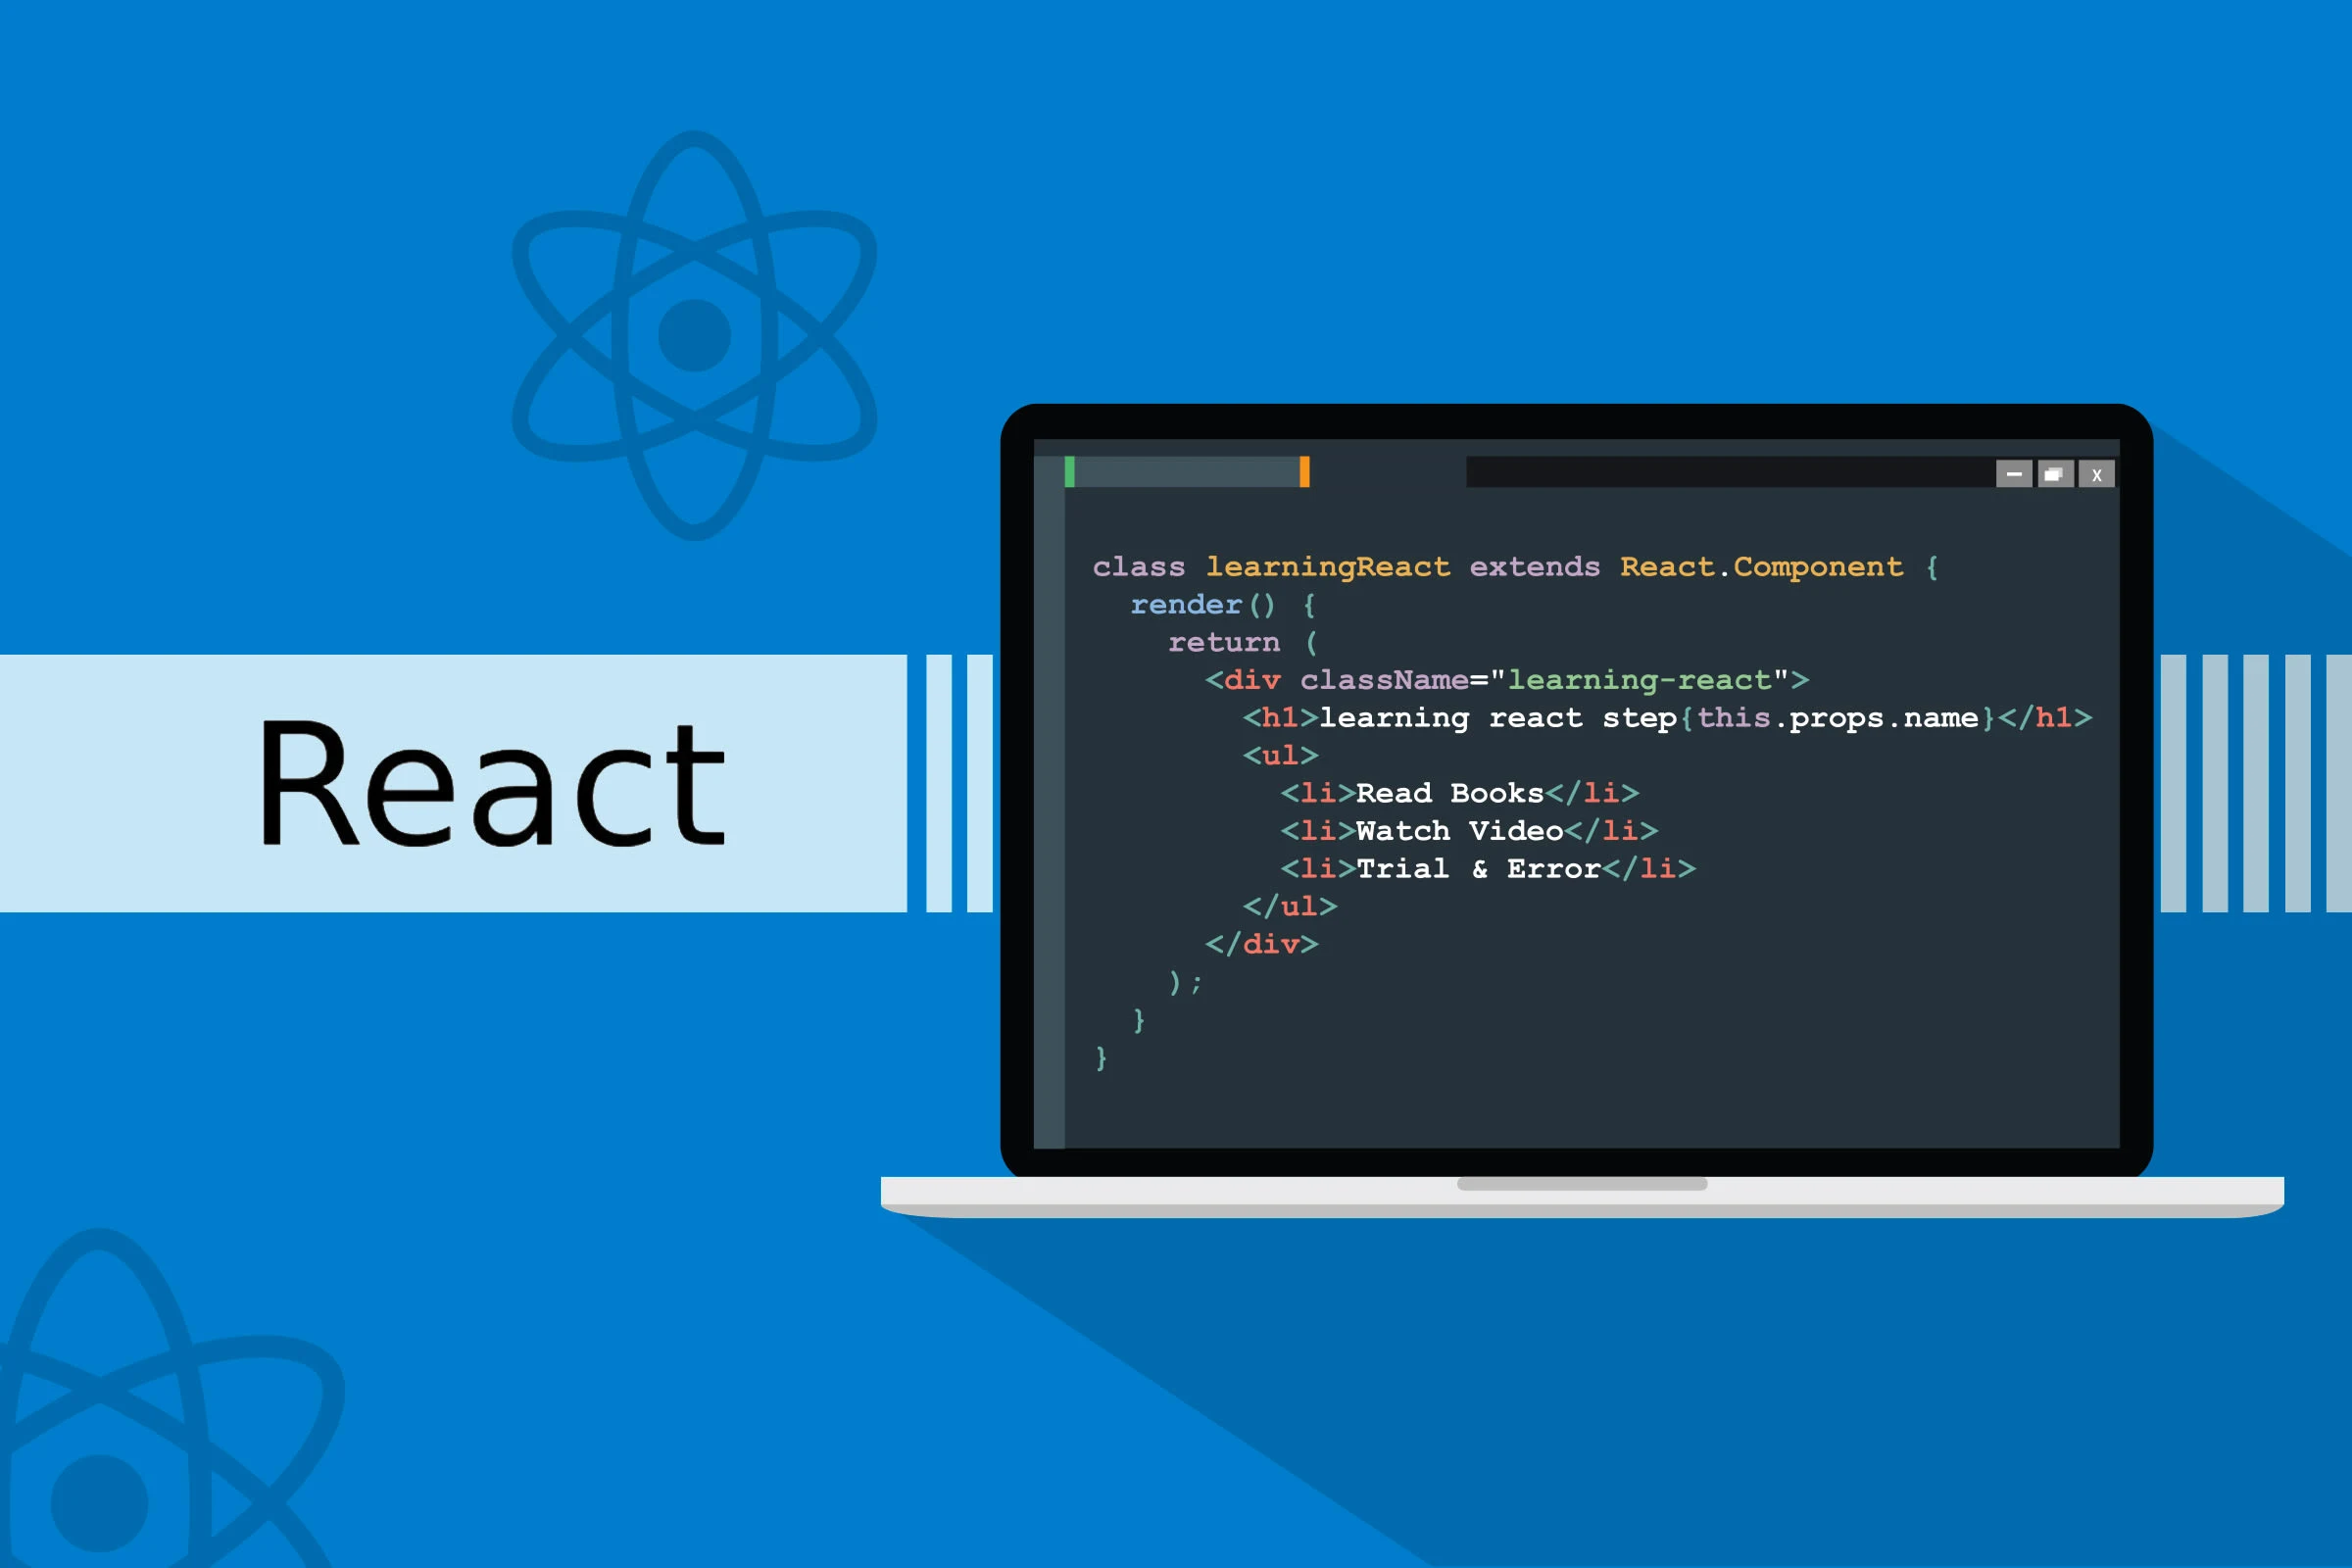 React
x
class learningReact extends React.Component {
render() {
return (
<div className="learning-react">
<h1>learning react step{this.props.name}</h1>
<ul>
<li>Read Books</li>
<li>Watch Video</li>
<li>Trial & Error</li>
</ul>
</div>
);
}
}